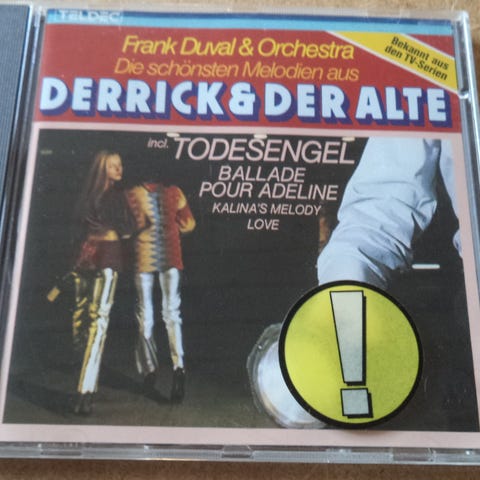 TELDEC
Frank Duval & Orchestra
Die schönsten Melodien aus
Bekannt aus
den TV-Serien
DERRICK & DER ALTE
incl. TODESENGEL
BALLADE
POUR ADELINE
KALINA'S MELODY
LOVE
!